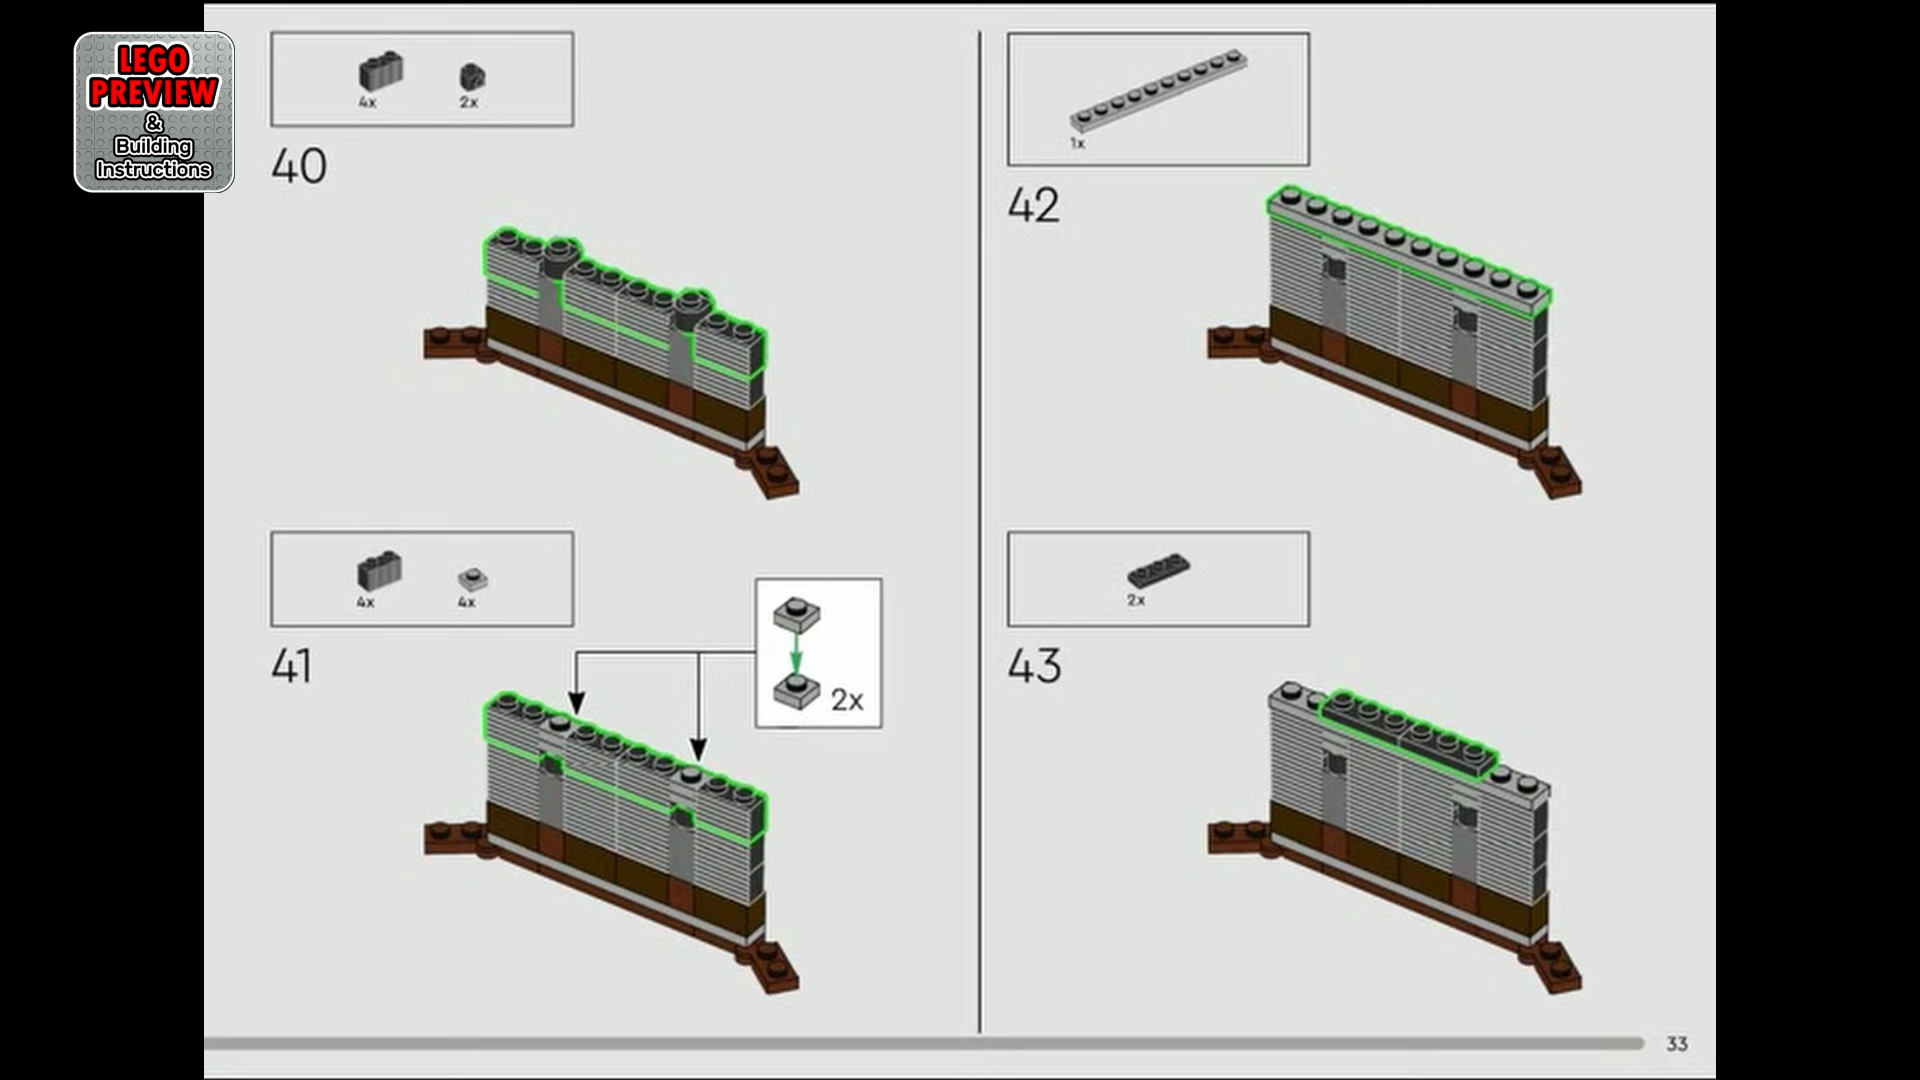 LEGO
PREVIEW
&
Building
Instructions
4x
2x
40
4x
4x
41
2x
1x
42
2x
43
33